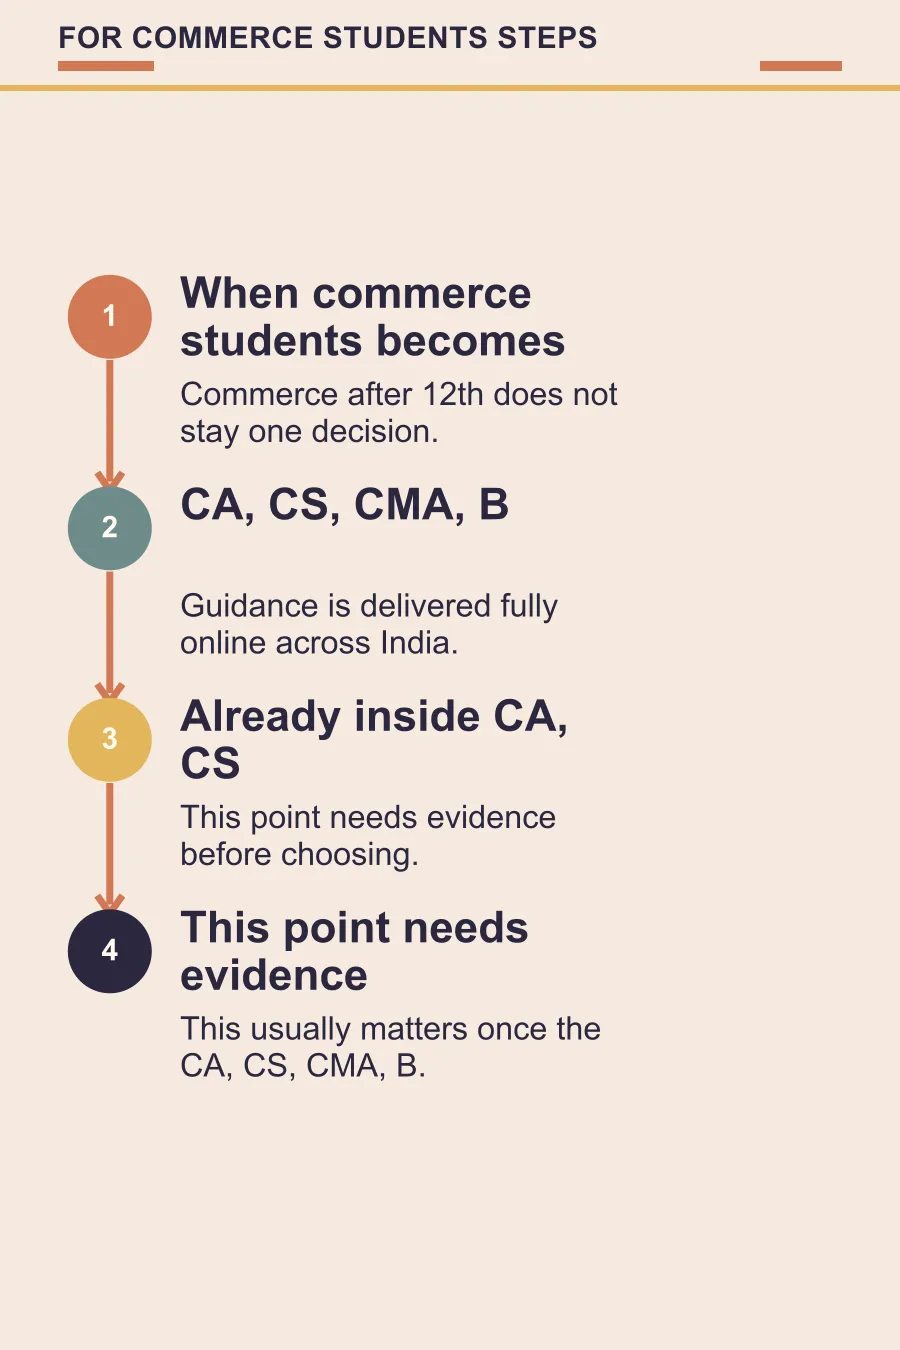 FOR COMMERCE STUDENTS STEPS
1
When commerce
students becomes
Commerce after 12th does not
stay one decision.
2
CA, CS, CMA, B
Guidance is delivered fully
online across India.
3
Already inside CA,
CS
This point needs evidence
before choosing.
4
This point needs
evidence
This usually matters once the
CA, CS, CMA, B.